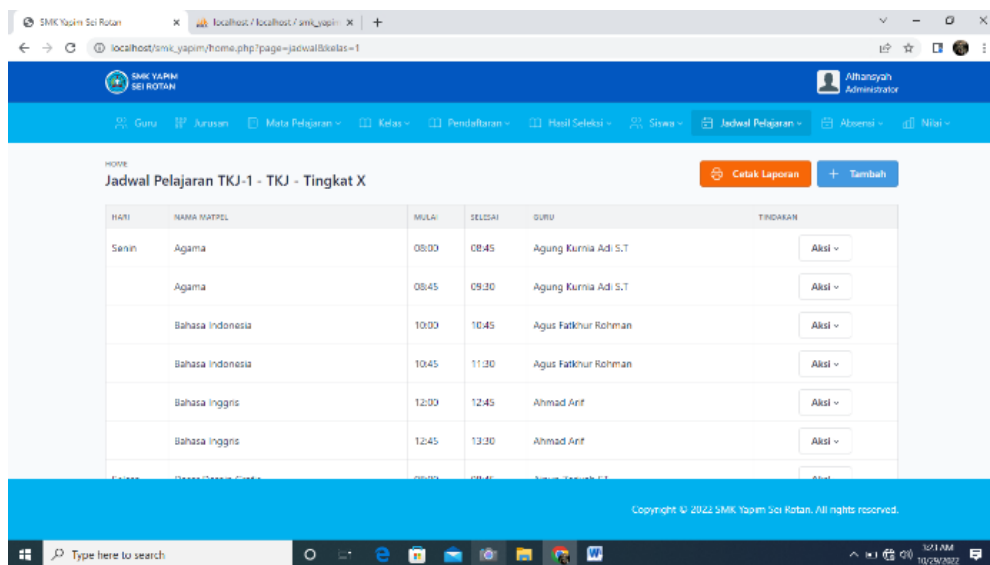 SMK Yapim Sei Rotan
localhost / localhost / smk_yapim
localhost/smk_yapim/home.php?page=jadwal&kelas=1
SMK YAPIM
SEI ROTAN
Alfiansyah
Administrator
Guru Jurusan Mata Pelajaran Kelas Pendaftaran Hasil Seleksi Siswa Jadwal Pelajaran Absensi Nilai
HOME
Jadwal Pelajaran TKJ-1 - TKJ - Tingkat X
Cetak Laporan
+ Tambah
HARI NAMA MATPEL MULAI SELESAI GURU TINDAKAN
Senin Agama 08:00 08:45 Agung Kurnia Adi S.T Aksi
Agama 08:45 09:30 Agung Kurnia Adi S.T Aksi
Bahasa Indonesia 10:00 10:45 Agus Fatkhur Rohman Aksi
Bahasa Indonesia 10:45 11:30 Agus Fatkhur Rohman Aksi
Bahasa Inggris 12:00 12:45 Ahmad Arif Aksi
Bahasa Inggris 12:45 13:30 Ahmad Arif Aksi
Copyright © 2022 SMK Yapim Sei Rotan. All rights reserved.
Type here to search
3:23 AM
10/29/2022